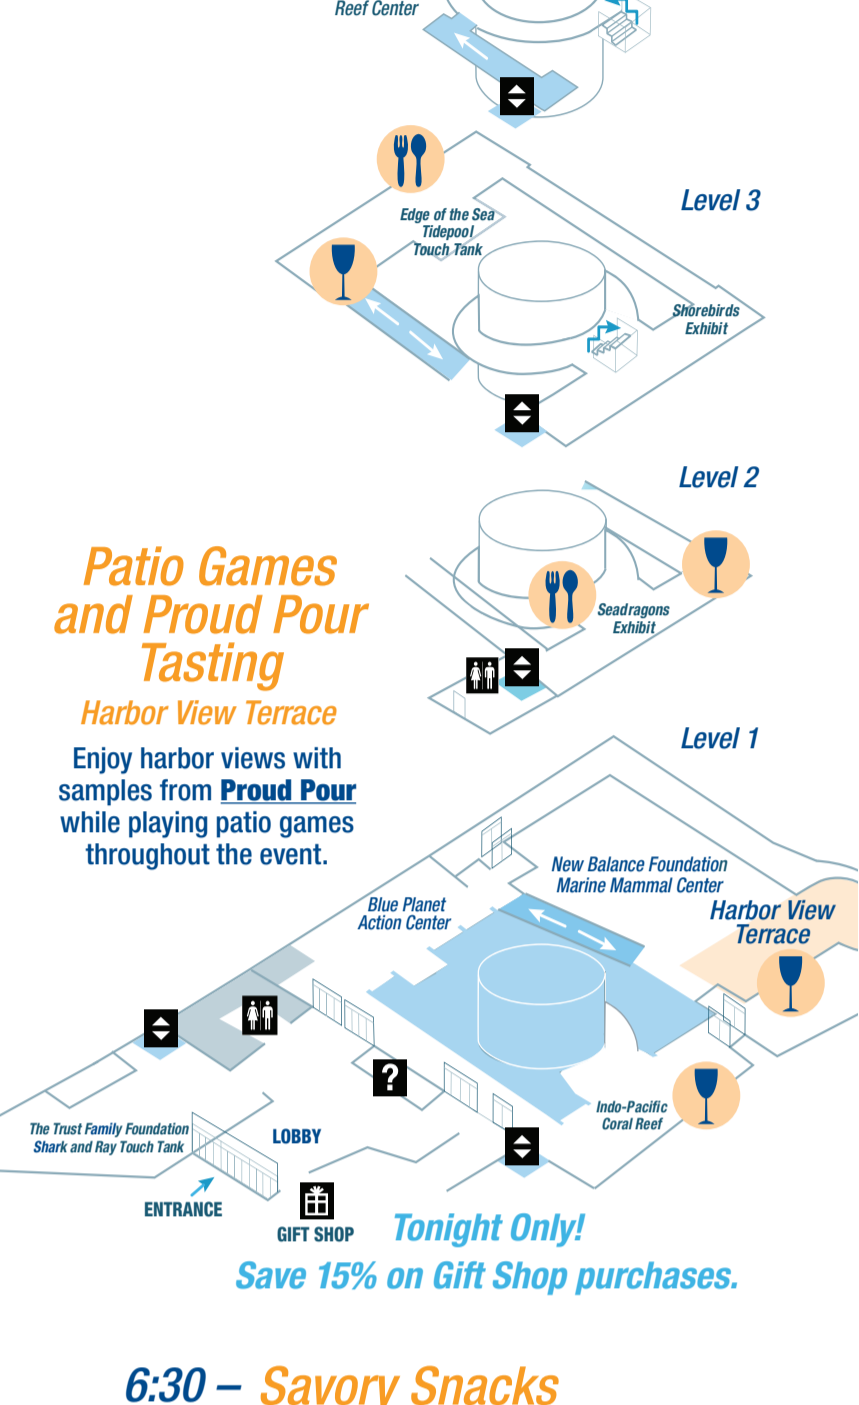 Reef Center
Level 3
Edge of the Sea
Tidepool
Touch Tank
Shorebirds
Exhibit
Level 2
Patio Games
and Proud Pour
Tasting
Harbor View Terrace
Enjoy harbor views with
samples from Proud Pour
while playing patio games
throughout the event.
Seadragons
Exhibit
Level 1
New Balance Foundation
Marine Mammal Center
Blue Planet
Action Center
Harbor View
Terrace
?
Indo-Pacific
Coral Reef
The Trust Family Foundation
Shark and Ray Touch Tank
LOBBY
ENTRANCE
GIFT SHOP
Tonight Only!
Save 15% on Gift Shop purchases.
6:30 – Savory Snacks